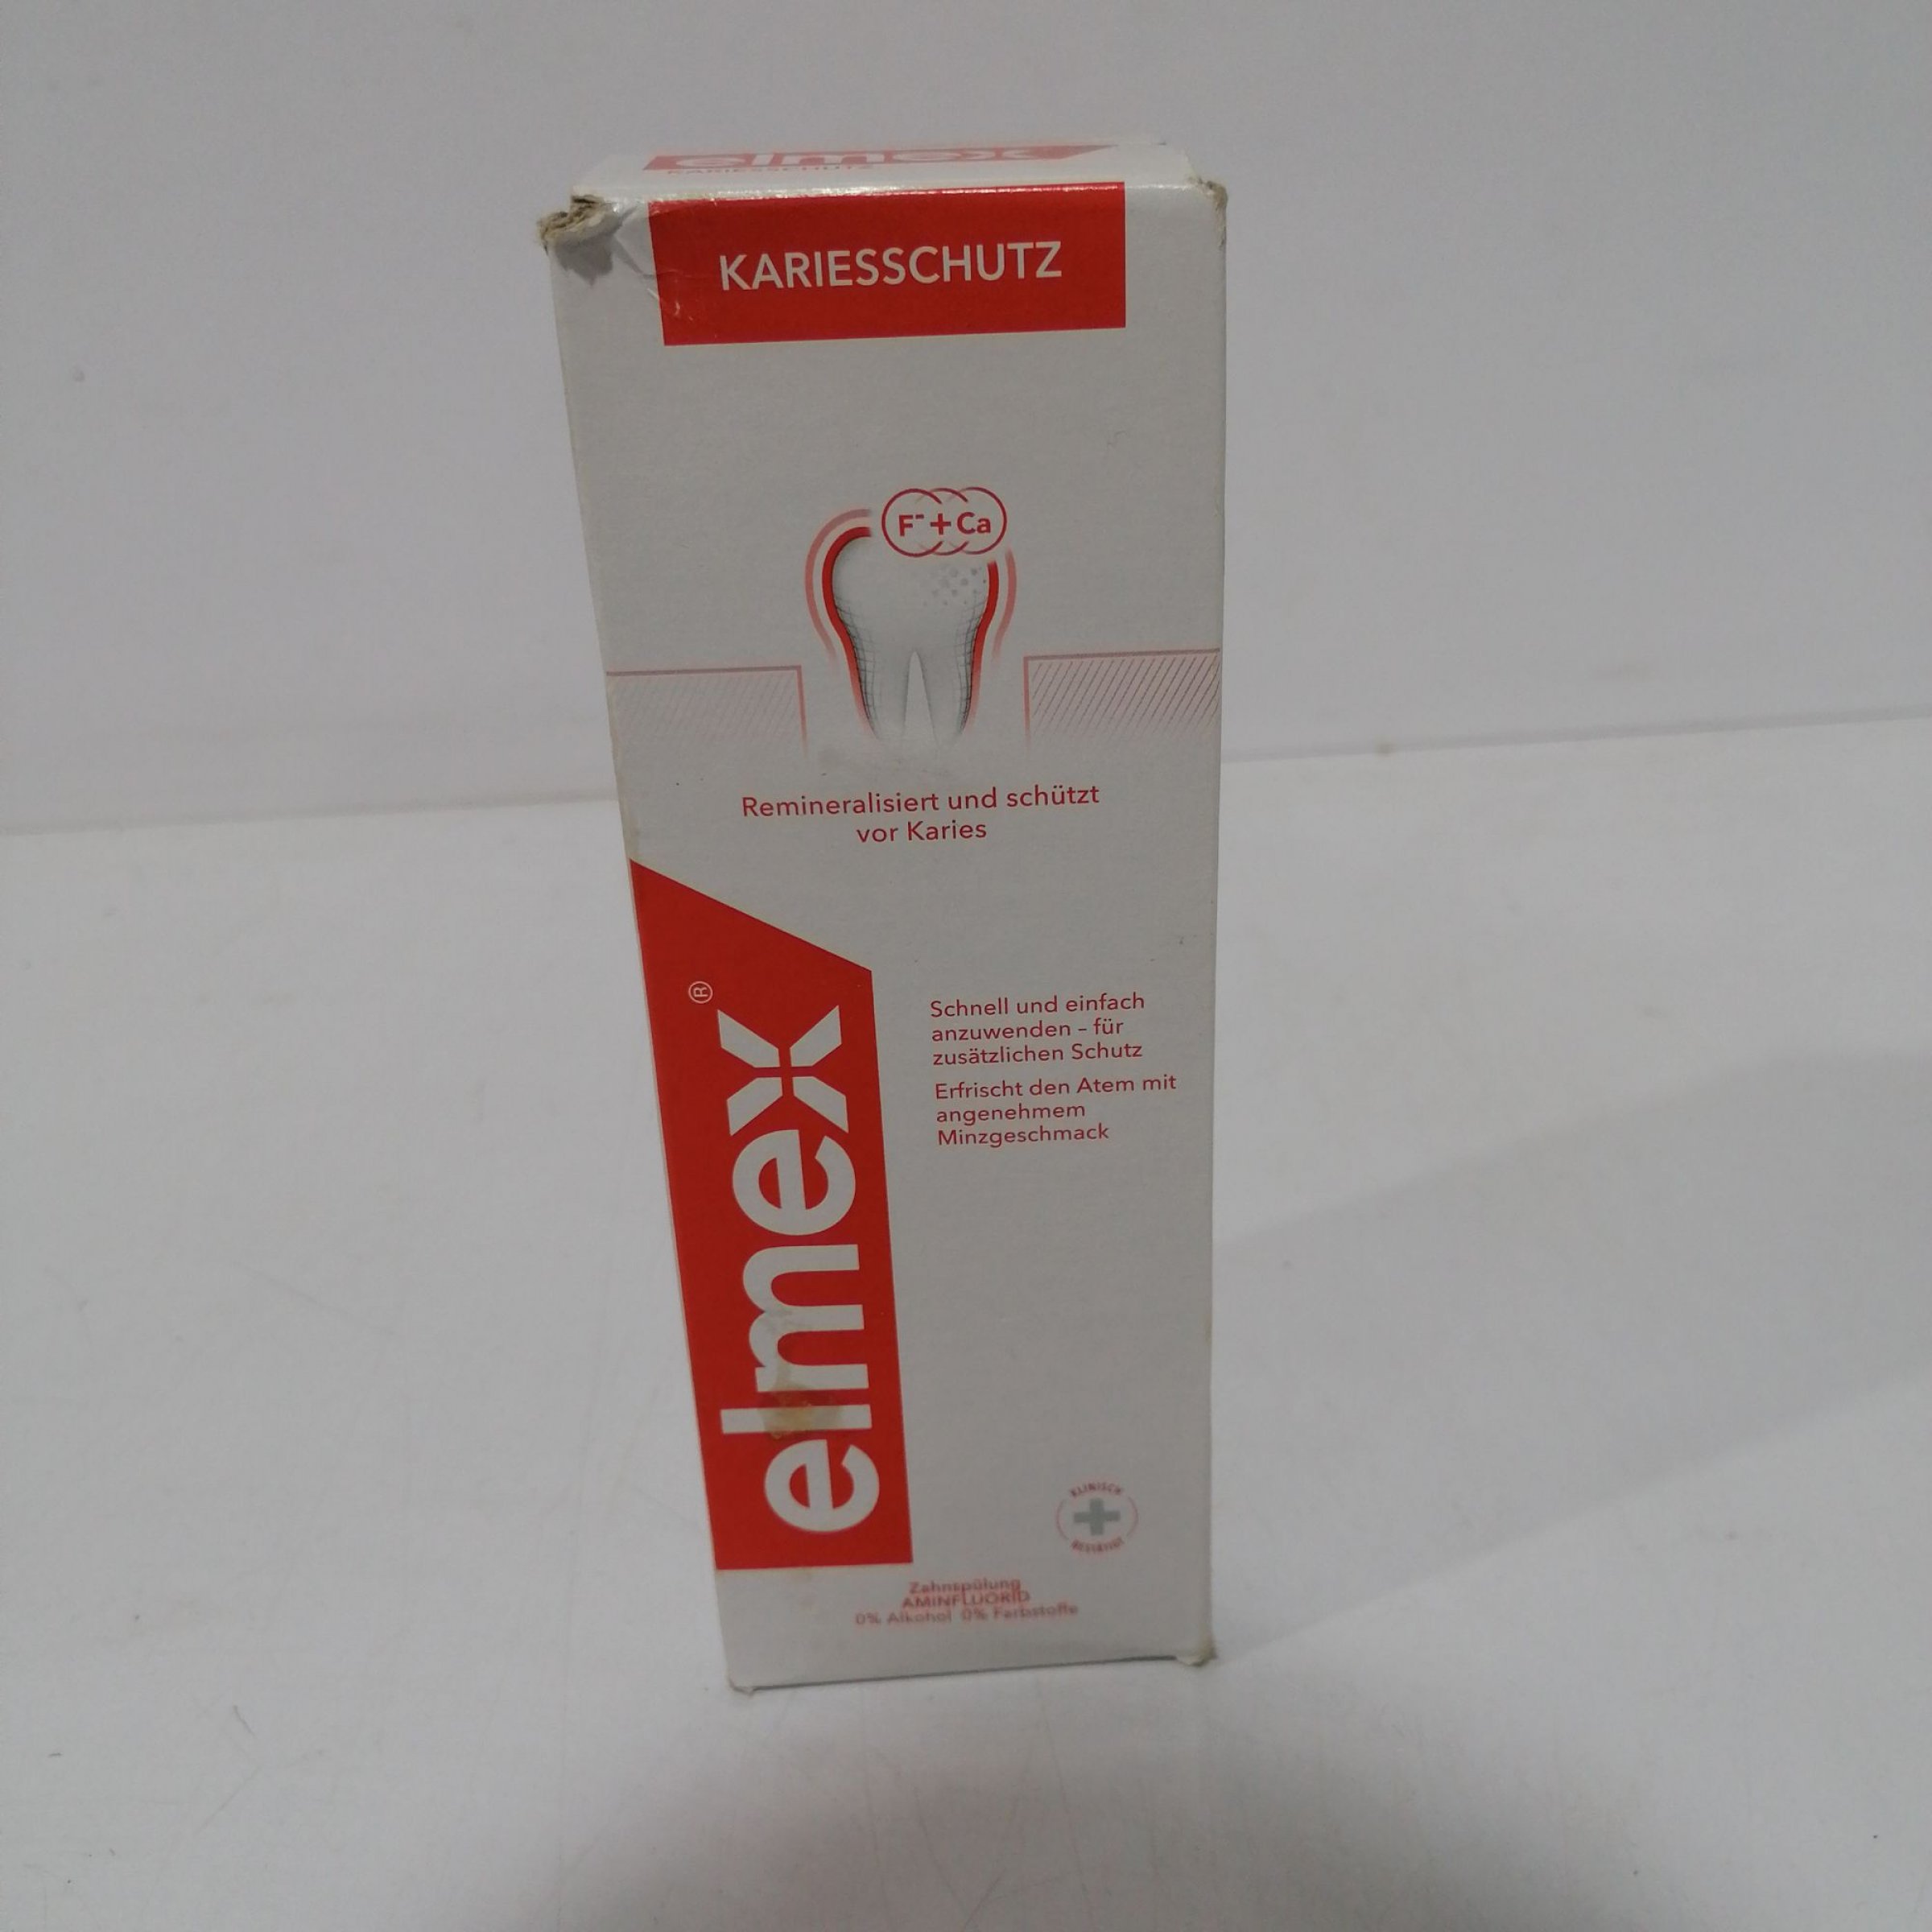 elmex
KARIESSCHUTZ
KARIESSCHUTZ
F⁻+Ca
Remineralisiert und schützt
vor Karies
elmex®
Schnell und einfach
anzuwenden – für
zusätzlichen Schutz
Erfrischt den Atem mit
angenehmem
Minzgeschmack
KLINISCH
Zahnspülung
AMINFLUORID
0% Alkohol 0% Farbstoffe